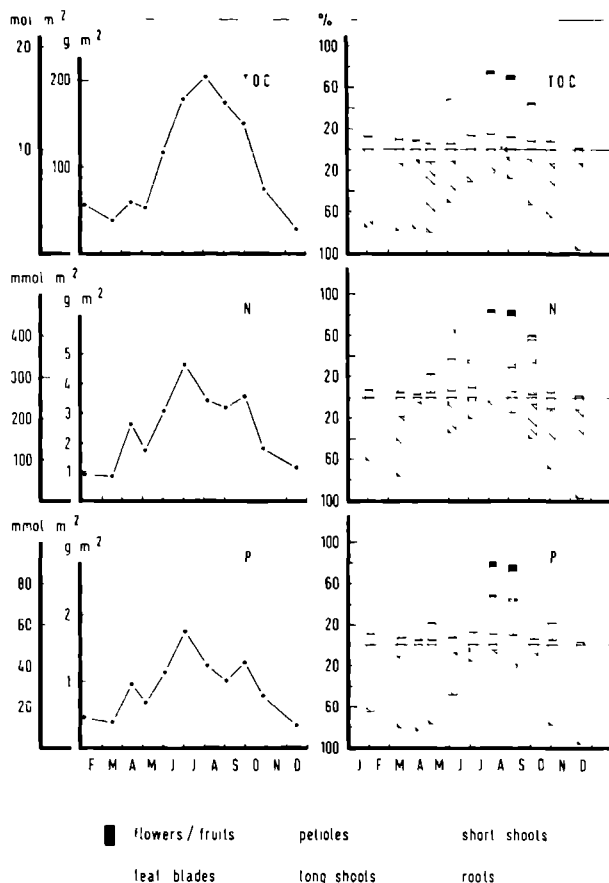 mol m²
g m²
%
20
10
200
100
TOC
100
60
20
20
60
100
TOC
mmol m²
g m²
400
300
200
100
5
4
3
2
1
N
100
60
20
20
60
100
N
mmol m²
g m²
80
60
40
20
2
1
P
100
60
20
20
60
100
P
F M A M J J A S O N D
J F M A M J J A S O N D
flowers/fruits petioles short shoots
leaf blades long shoots roots